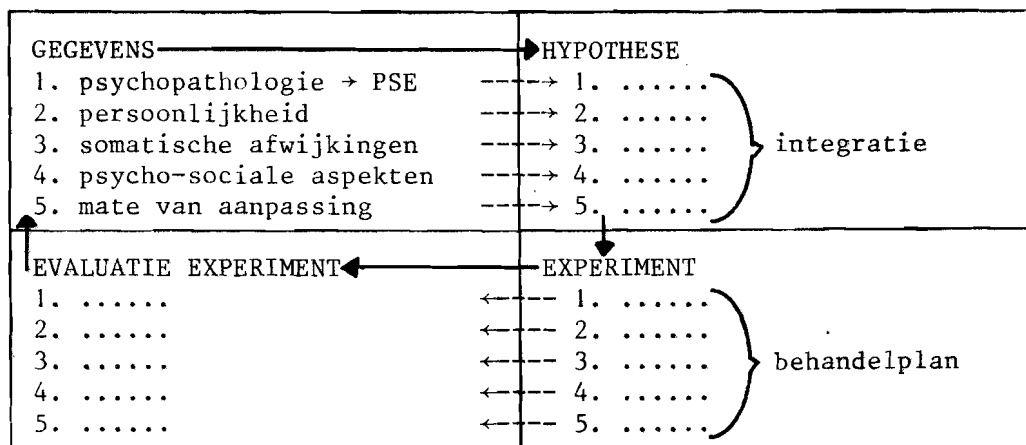 GEGEVENS
1. psychopathologie → PSE
2. persoonlijkheid
3. somatische afwijkingen
4. psycho-sociale aspekten
5. mate van aanpassing
HYPOTHESE
1. ......
2. ......
3. ......
4. ......
5. ......
integratie
EVALUATIE EXPERIMENT
1. ......
2. ......
3. ......
4. ......
5. ......
EXPERIMENT
1. ......
2. ......
3. ......
4. ......
5. ......
behandelplan